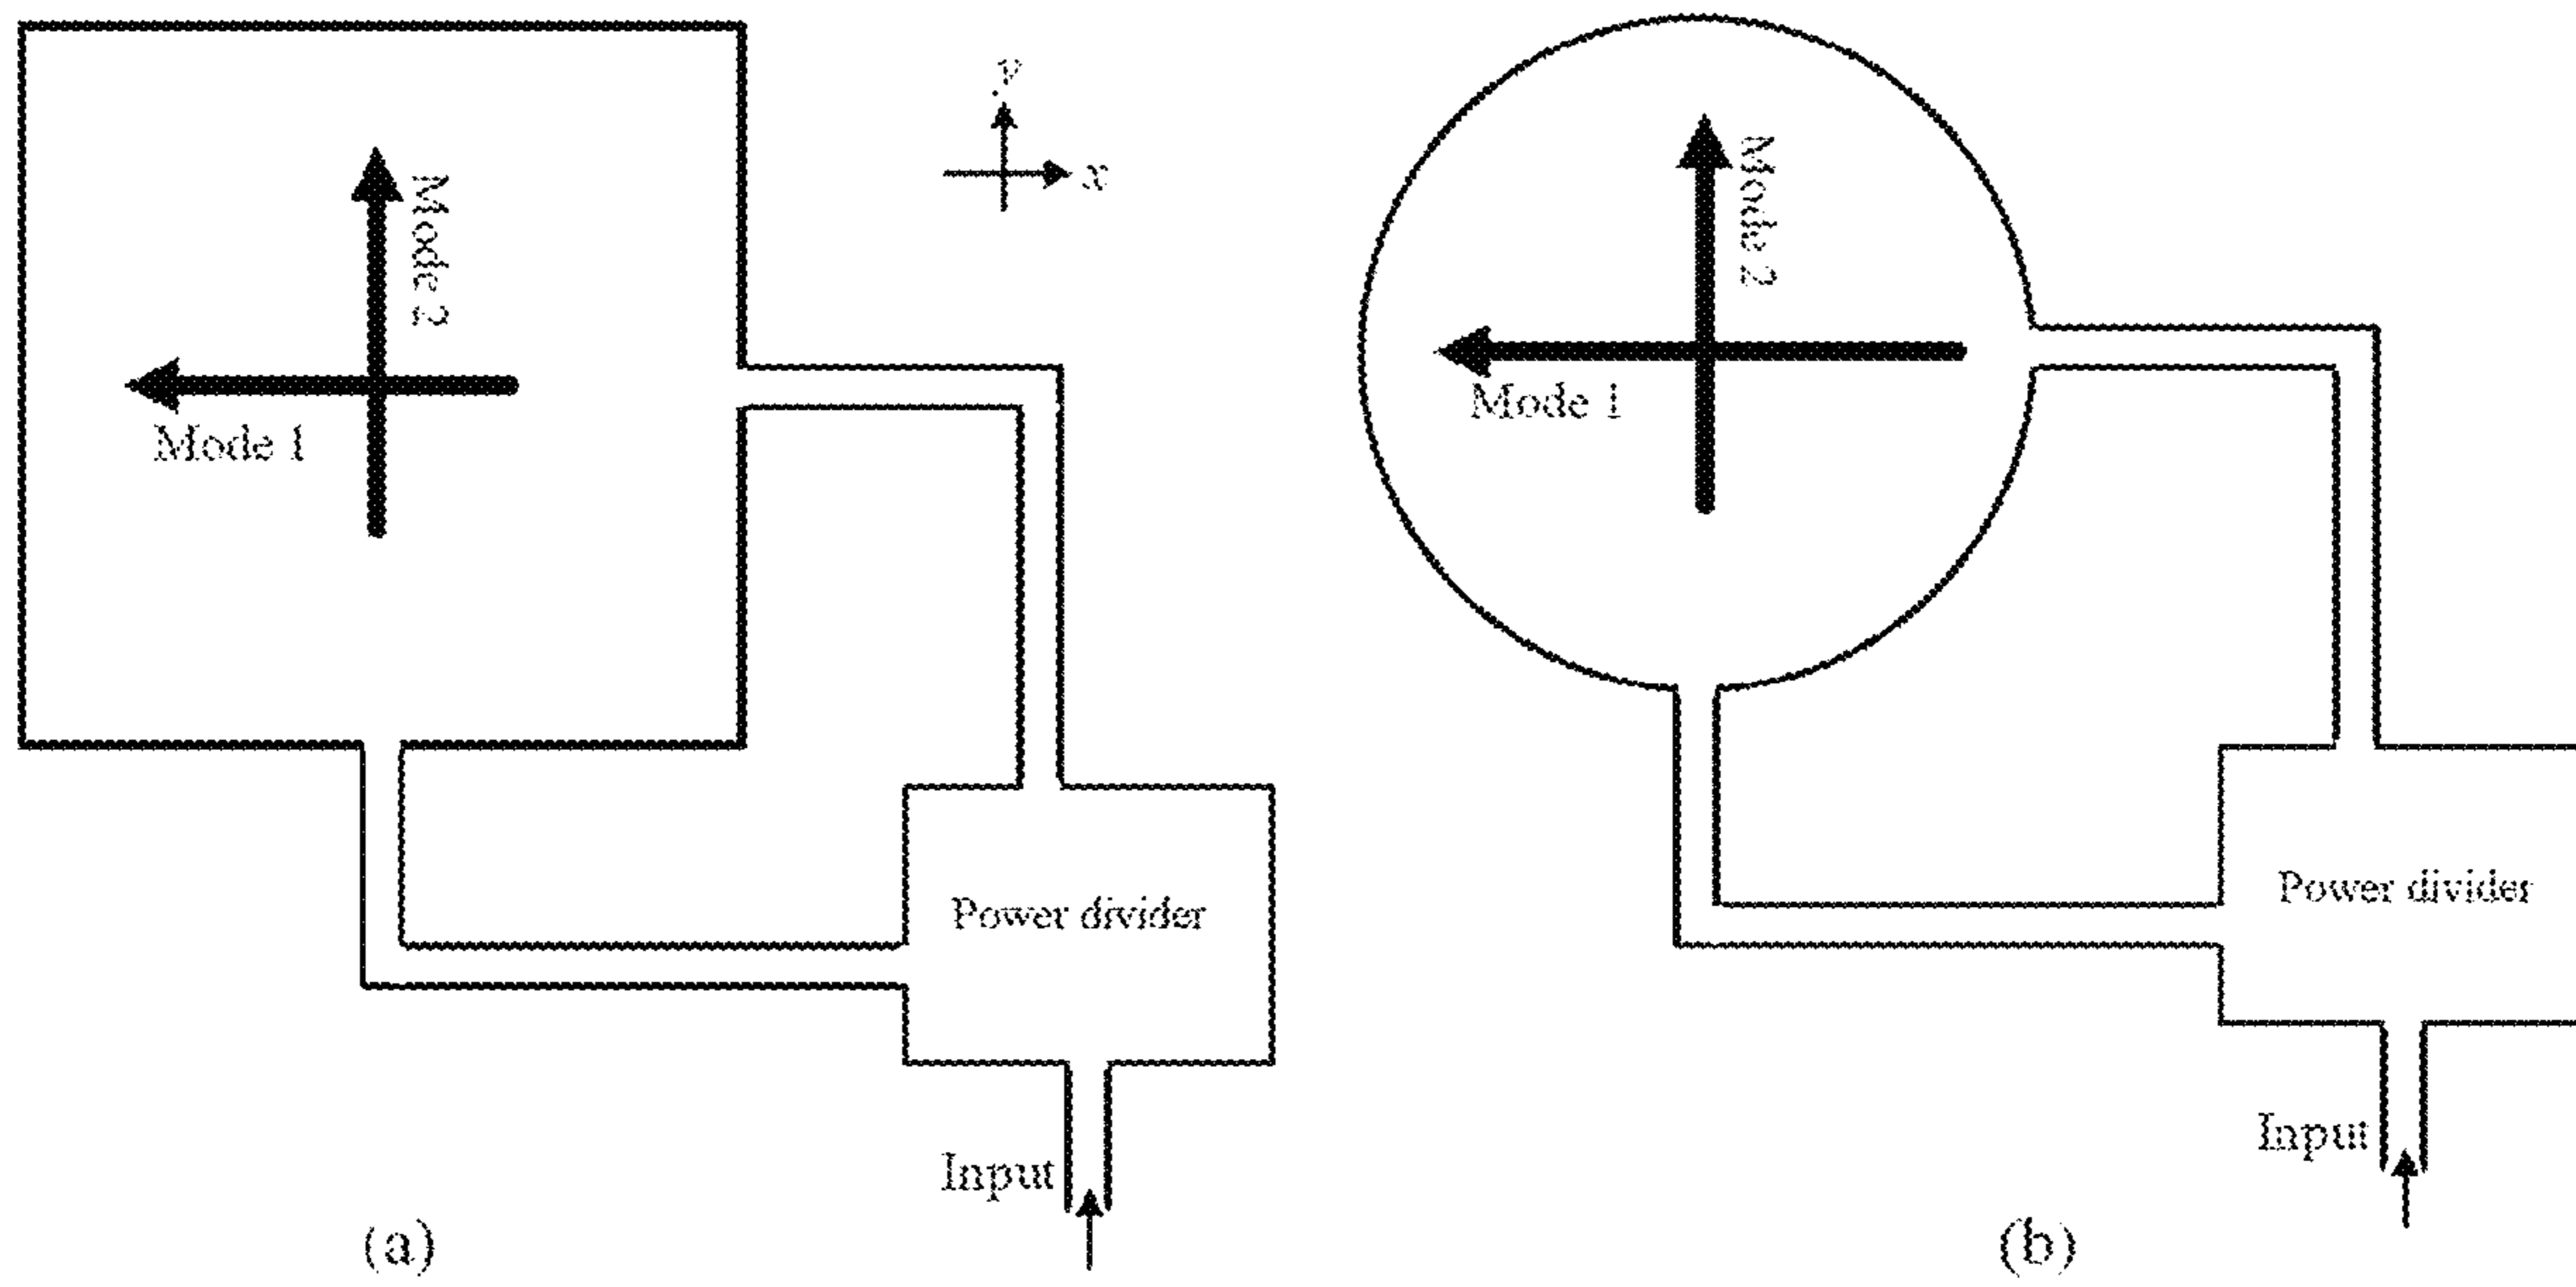 y
x
Mode 2
Mode 1
Power divider
Input
(a)
Mode 2
Mode 1
Power divider
Input
(b)